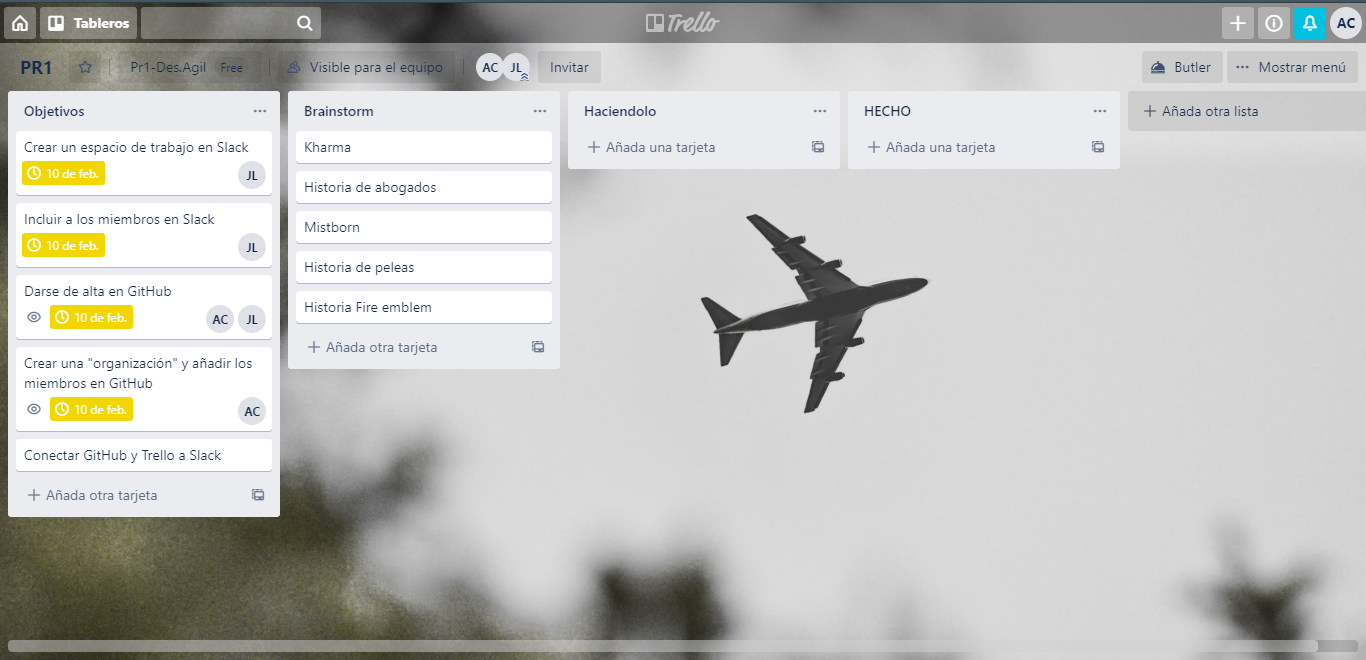 Tableros
Trello
AC
PR1
Pr1-Des.Agil Free
Visible para el equipo
AC JL
Invitar
Butler
Mostrar menú
Objetivos
Crear un espacio de trabajo en Slack
10 de feb.
JL
Incluir a los miembros en Slack
10 de feb.
JL
Darse de alta en GitHub
10 de feb.
AC JL
Crear una "organización" y añadir los
miembros en GitHub
10 de feb.
AC
Conectar GitHub y Trello a Slack
Añada otra tarjeta
Brainstorm
Kharma
Historia de abogados
Mistborn
Historia de peleas
Historia Fire emblem
Añada otra tarjeta
Haciendolo
Añada una tarjeta
HECHO
Añada una tarjeta
Añada otra lista